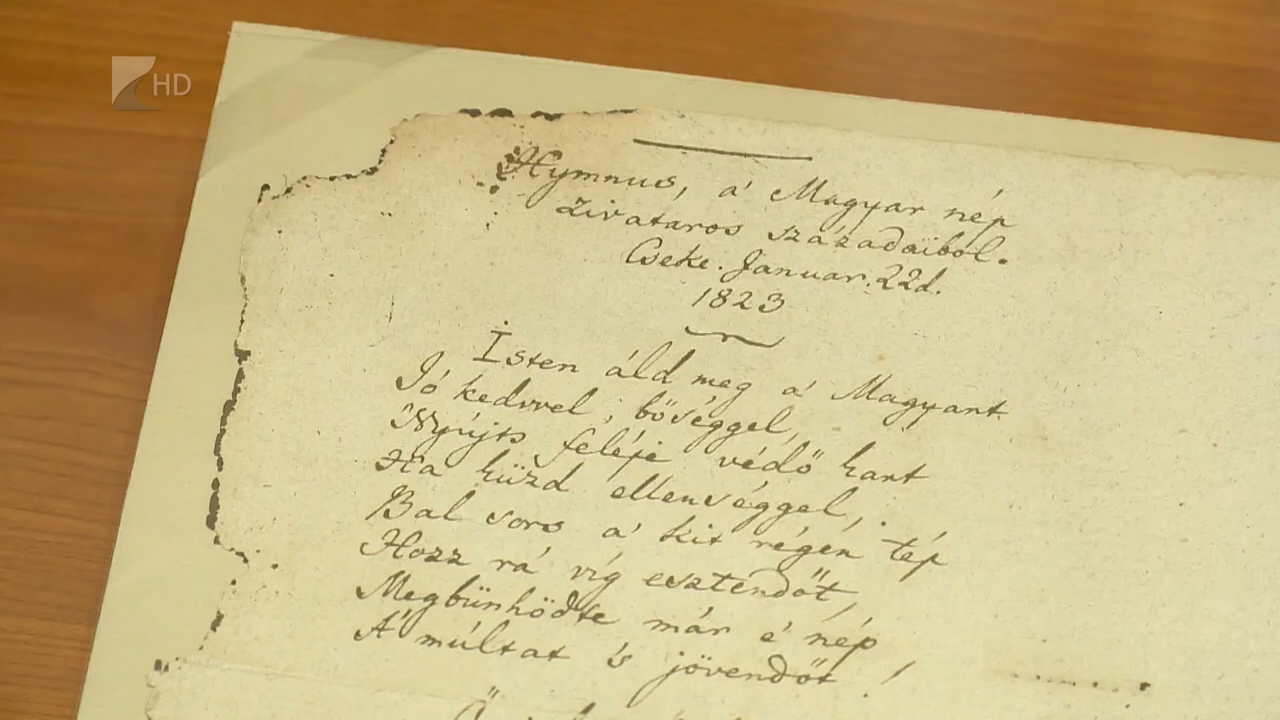 HD
Hymnus, a' Magyar nép
zivataros századaiból.
Cseke. Januar. 22d.
1823
Isten áld meg a' Magyart
Jó kedvvel, bőséggel,
Nyújts feléje védő kart
Ha küzd ellenséggel,
Bal sors a' kit régen tép
Hozz rá víg esztendőt,
Megbünhödte már é nép
A' múltat 's jövendőt!